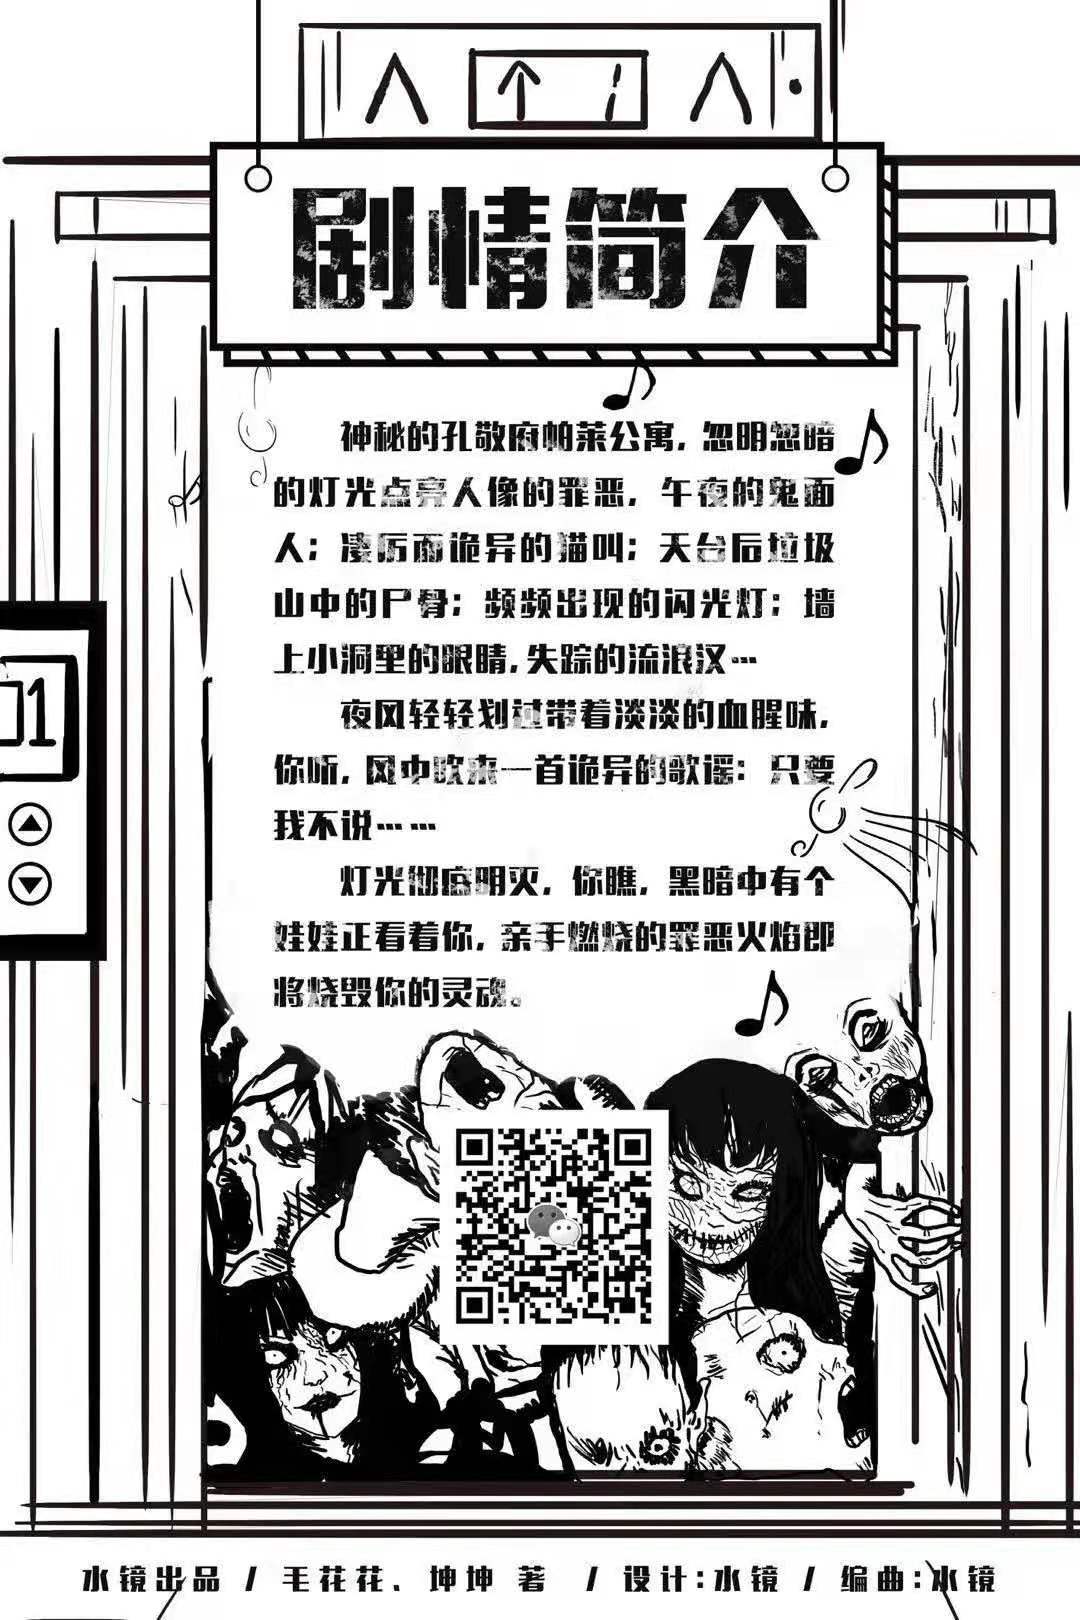 ↑ 1
剧情简介
神秘的孔敬府帕莱公寓，忽明忽暗
的灯光点亮人像的罪恶，午夜的鬼面
人；凄厉而诡异的猫叫；天台后垃圾
山中的尸骨；频频出现的闪光灯；墙
上小洞里的眼睛，失踪的流浪汉…
夜风轻轻划过带着淡淡的血腥味，
你听，风中吹来一首诡异的歌谣：只要
我不说……
01
灯光彻底明灭，你瞧，黑暗中有个
娃娃正看着你，亲手燃烧的罪恶火焰即
将烧毁你的灵魂。
水镜出品 / 毛花花、坤坤 著 / 设计:水镜 / 编曲:水镜